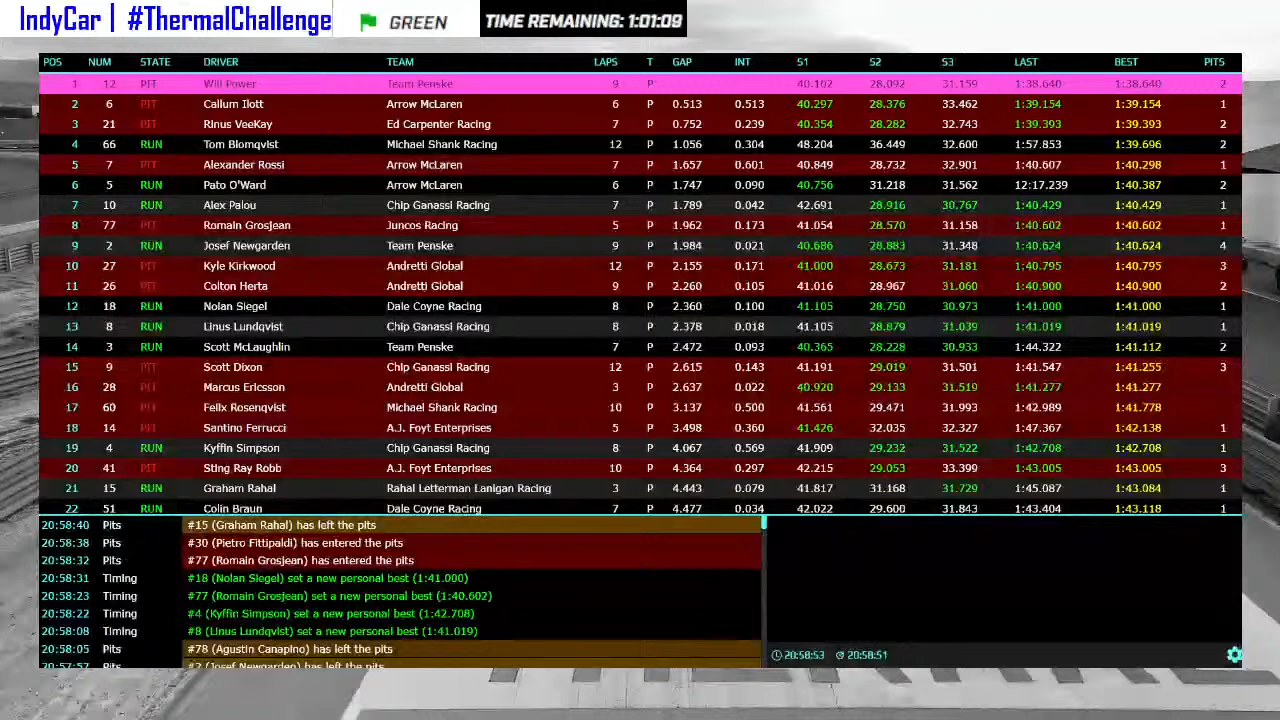 IndyCar | #ThermalChallenge GREEN TIME REMAINING: 1:01:09
POS NUM STATE DRIVER TEAM LAPS T GAP INT S1 S2 S3 LAST BEST PITS
1 12 PIT Will Power Team Penske 9 P 40.102 28.092 31.159 1:38.640 1:38.640 2
2 6 PIT Callum Ilott Arrow McLaren 6 P 0.513 0.513 40.297 28.376 33.462 1:39.154 1:39.154 1
3 21 PIT Rinus VeeKay Ed Carpenter Racing 7 P 0.752 0.239 40.354 28.282 32.743 1:39.393 1:39.393 2
4 66 RUN Tom Blomqvist Michael Shank Racing 12 P 1.056 0.304 48.204 36.449 32.600 1:57.853 1:39.696 2
5 7 PIT Alexander Rossi Arrow McLaren 7 P 1.657 0.601 40.849 28.732 32.901 1:40.607 1:40.298 1
6 5 RUN Pato O'Ward Arrow McLaren 6 P 1.747 0.090 40.756 31.218 31.562 12:17.239 1:40.387 2
7 10 RUN Alex Palou Chip Ganassi Racing 7 P 1.789 0.042 42.691 28.916 30.767 1:40.429 1:40.429 1
8 77 PIT Romain Grosjean Juncos Racing 5 P 1.962 0.173 41.054 28.570 31.158 1:40.602 1:40.602 1
9 2 RUN Josef Newgarden Team Penske 9 P 1.984 0.021 40.686 28.883 31.348 1:40.624 1:40.624 4
10 27 PIT Kyle Kirkwood Andretti Global 12 P 2.155 0.171 41.000 28.673 31.181 1:40.795 1:40.795 3
11 26 PIT Colton Herta Andretti Global 9 P 2.260 0.105 41.016 28.967 31.060 1:40.900 1:40.900 2
12 18 RUN Nolan Siegel Dale Coyne Racing 8 P 2.360 0.100 41.105 28.750 30.973 1:41.000 1:41.000 1
13 8 RUN Linus Lundqvist Chip Ganassi Racing 8 P 2.378 0.018 41.105 28.879 31.039 1:41.019 1:41.019 1
14 3 RUN Scott McLaughlin Team Penske 7 P 2.472 0.093 40.365 28.228 30.933 1:44.322 1:41.112 2
15 9 PIT Scott Dixon Chip Ganassi Racing 12 P 2.615 0.143 41.191 29.019 31.501 1:41.547 1:41.255 3
16 28 PIT Marcus Ericsson Andretti Global 3 P 2.637 0.022 40.920 29.133 31.519 1:41.277 1:41.277
17 60 PIT Felix Rosenqvist Michael Shank Racing 10 P 3.137 0.500 41.561 29.471 31.993 1:42.989 1:41.778
18 14 PIT Santino Ferrucci A.J. Foyt Enterprises 5 P 3.498 0.360 41.426 32.035 32.327 1:47.367 1:42.138 1
19 4 RUN Kyffin Simpson Chip Ganassi Racing 8 P 4.067 0.569 41.909 29.232 31.522 1:42.708 1:42.708 1
20 41 PIT Sting Ray Robb A.J. Foyt Enterprises 10 P 4.364 0.297 42.215 29.053 33.399 1:43.005 1:43.005 3
21 15 RUN Graham Rahal Rahal Letterman Lanigan Racing 3 P 4.443 0.079 41.817 31.168 31.729 1:45.087 1:43.084 1
22 51 RUN Colin Braun Dale Coyne Racing 7 P 4.477 0.034 42.022 29.600 31.843 1:43.404 1:43.118 1
20:58:40 Pits #15 (Graham Rahal) has left the pits
20:58:38 Pits #30 (Pietro Fittipaldi) has entered the pits
20:58:32 Pits #77 (Romain Grosjean) has entered the pits
20:58:31 Timing #18 (Nolan Siegel) set a new personal best (1:41.000)
20:58:23 Timing #77 (Romain Grosjean) set a new personal best (1:40.602)
20:58:22 Timing #4 (Kyffin Simpson) set a new personal best (1:42.708)
20:58:08 Timing #8 (Linus Lundqvist) set a new personal best (1:41.019)
20:58:05 Pits #78 (Agustin Canapino) has left the pits
20:57:57 Pits #2 (Josef Newgarden) has left the pits
20:58:53 20:58:51